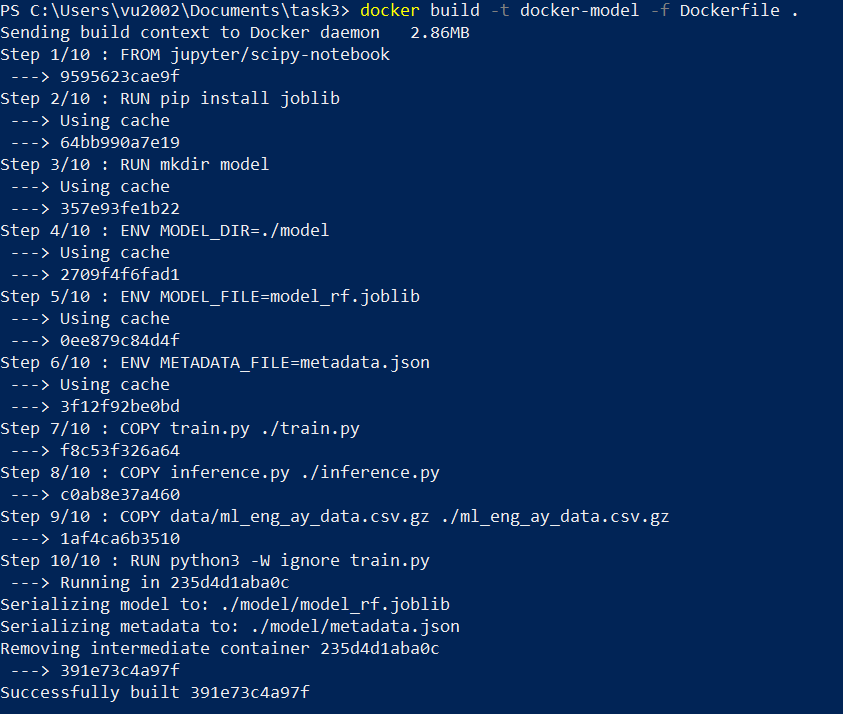 PS C:\Users\vu2002\Documents\task3> docker build -t docker-model -f Dockerfile .
Sending build context to Docker daemon   2.86MB
Step 1/10 : FROM jupyter/scipy-notebook
 ---> 9595623cae9f
Step 2/10 : RUN pip install joblib
 ---> Using cache
 ---> 64bb990a7e19
Step 3/10 : RUN mkdir model
 ---> Using cache
 ---> 357e93fe1b22
Step 4/10 : ENV MODEL_DIR=./model
 ---> Using cache
 ---> 2709f4f6fad1
Step 5/10 : ENV MODEL_FILE=model_rf.joblib
 ---> Using cache
 ---> 0ee879c84d4f
Step 6/10 : ENV METADATA_FILE=metadata.json
 ---> Using cache
 ---> 3f12f92be0bd
Step 7/10 : COPY train.py ./train.py
 ---> f8c53f326a64
Step 8/10 : COPY inference.py ./inference.py
 ---> c0ab8e37a460
Step 9/10 : COPY data/ml_eng_ay_data.csv.gz ./ml_eng_ay_data.csv.gz
 ---> 1af4ca6b3510
Step 10/10 : RUN python3 -W ignore train.py
 ---> Running in 235d4d1aba0c
Serializing model to: ./model/model_rf.joblib
Serializing metadata to: ./model/metadata.json
Removing intermediate container 235d4d1aba0c
 ---> 391e73c4a97f
Successfully built 391e73c4a97f